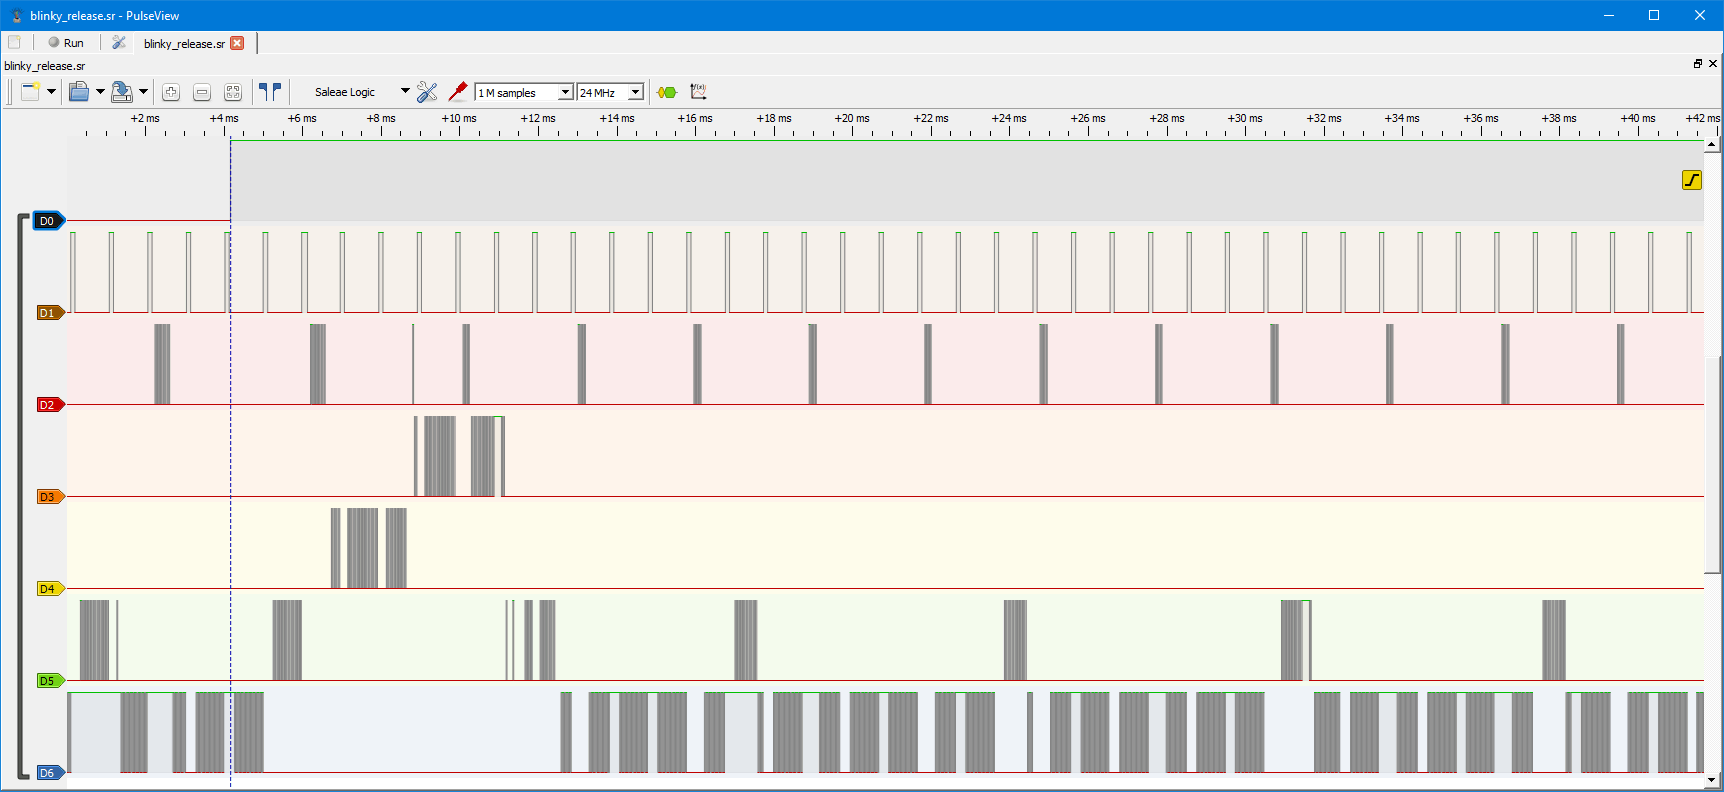 blinky_release.sr - PulseView
Run
blinky_release.sr
blinky_release.sr
Saleae Logic
1 M samples
24 MHz
f(x)
+2 ms +4 ms +6 ms +8 ms +10 ms +12 ms +14 ms +16 ms +18 ms +20 ms +22 ms +24 ms +26 ms +28 ms +30 ms +32 ms +34 ms +36 ms +38 ms +40 ms +42 ms
D0
D1
D2
D3
D4
D5
D6